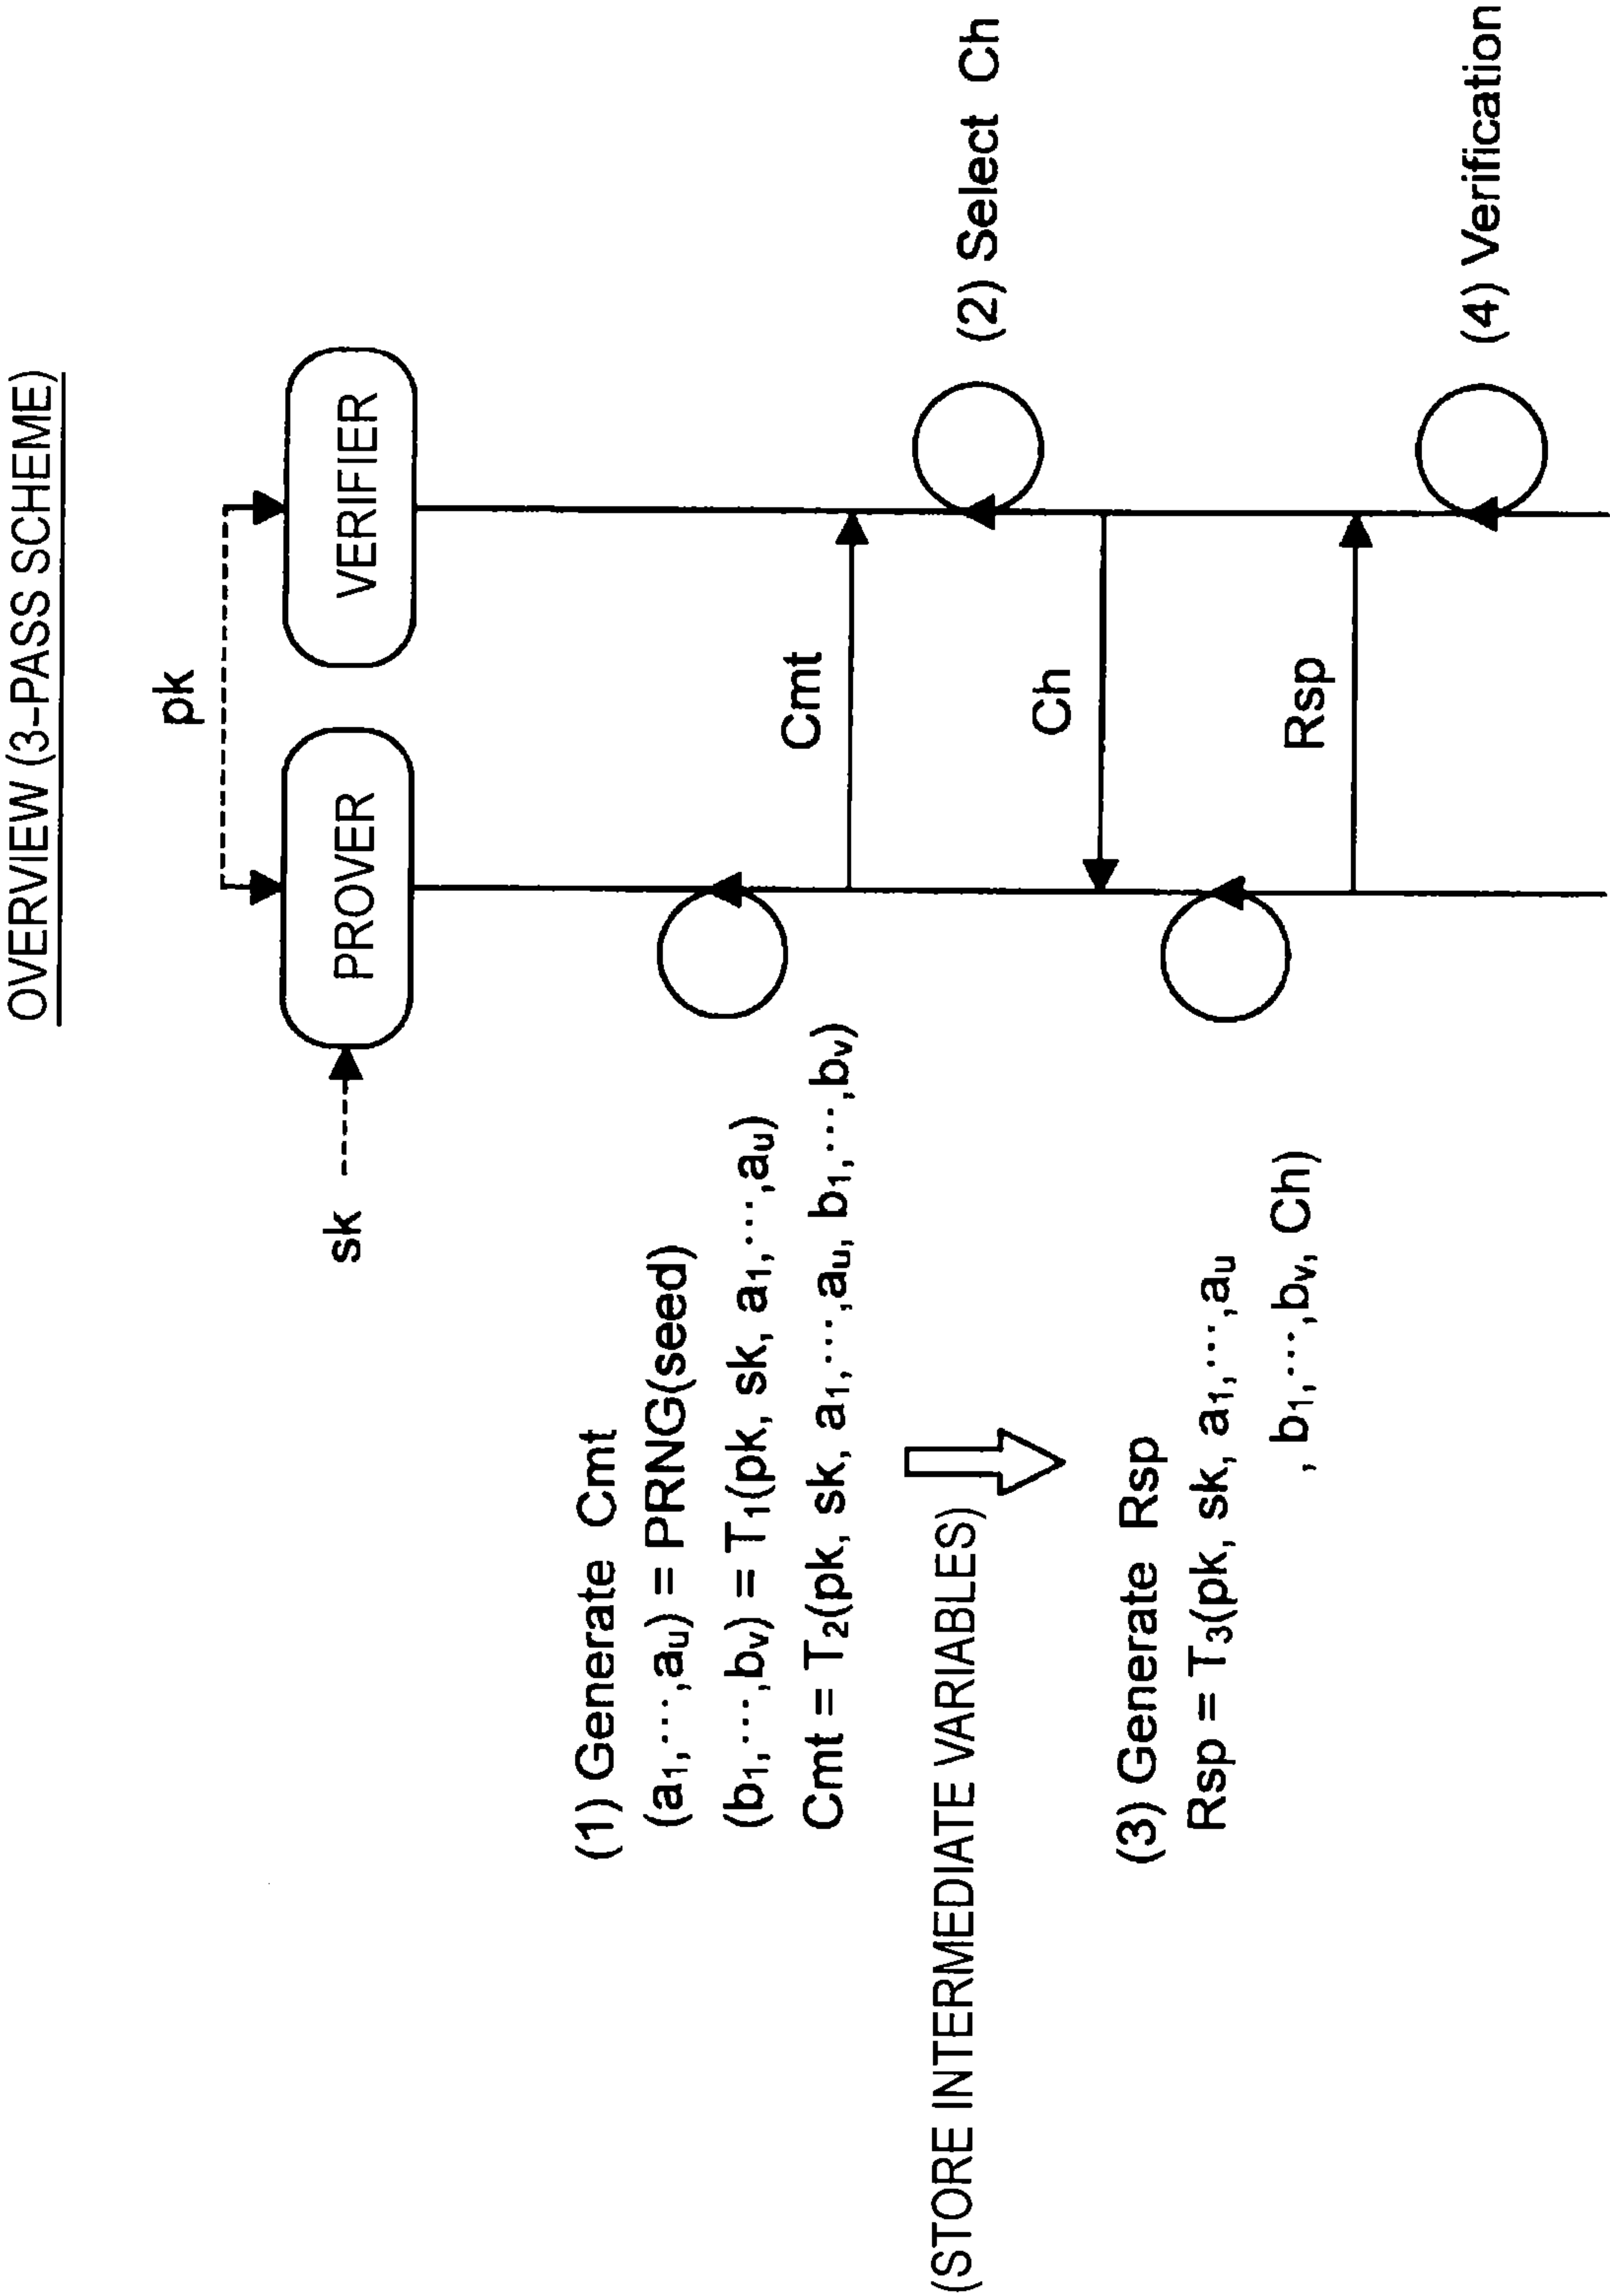 OVERVIEW (3-PASS SCHEME)
pk
sk
PROVER
VERIFIER
(1) Generate Cmt
(a₁,⋯,aᵤ) = PRNG(seed)
(b₁,⋯,bᵥ) = T₁(pk, sk, a₁,⋯,aᵤ)
Cmt = T₂(pk, sk, a₁,⋯,aᵤ, b₁,⋯,bᵥ)
Cmt
(2) Select Ch
(STORE INTERMEDIATE VARIABLES)
Ch
(3) Generate Rsp
Rsp = T₃(pk, sk, a₁,⋯,aᵤ
, b₁,⋯,bᵥ, Ch)
Rsp
(4) Verification